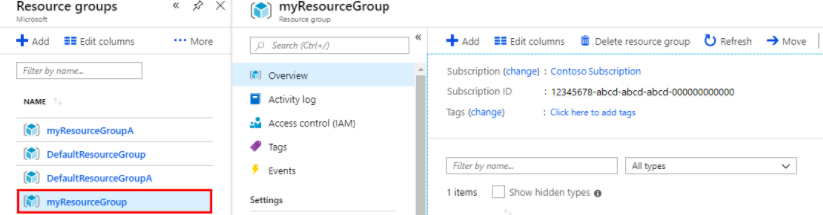 Resource groups
Microsoft
Add Edit columns More
Filter by name...
NAME
myResourceGroupA
DefaultResourceGroup
DefaultResourceGroupA
myResourceGroup
myResourceGroup
Resource group
Search (Ctrl+/)
Overview
Activity log
Access control (IAM)
Tags
Events
Settings
Add Edit columns Delete resource group Refresh Move
Subscription (change) : Contoso Subscription
Subscription ID : 12345678-abcd-abcd-abcd-000000000000
Tags (change) : Click here to add tags
Filter by name... All types
1 items Show hidden types